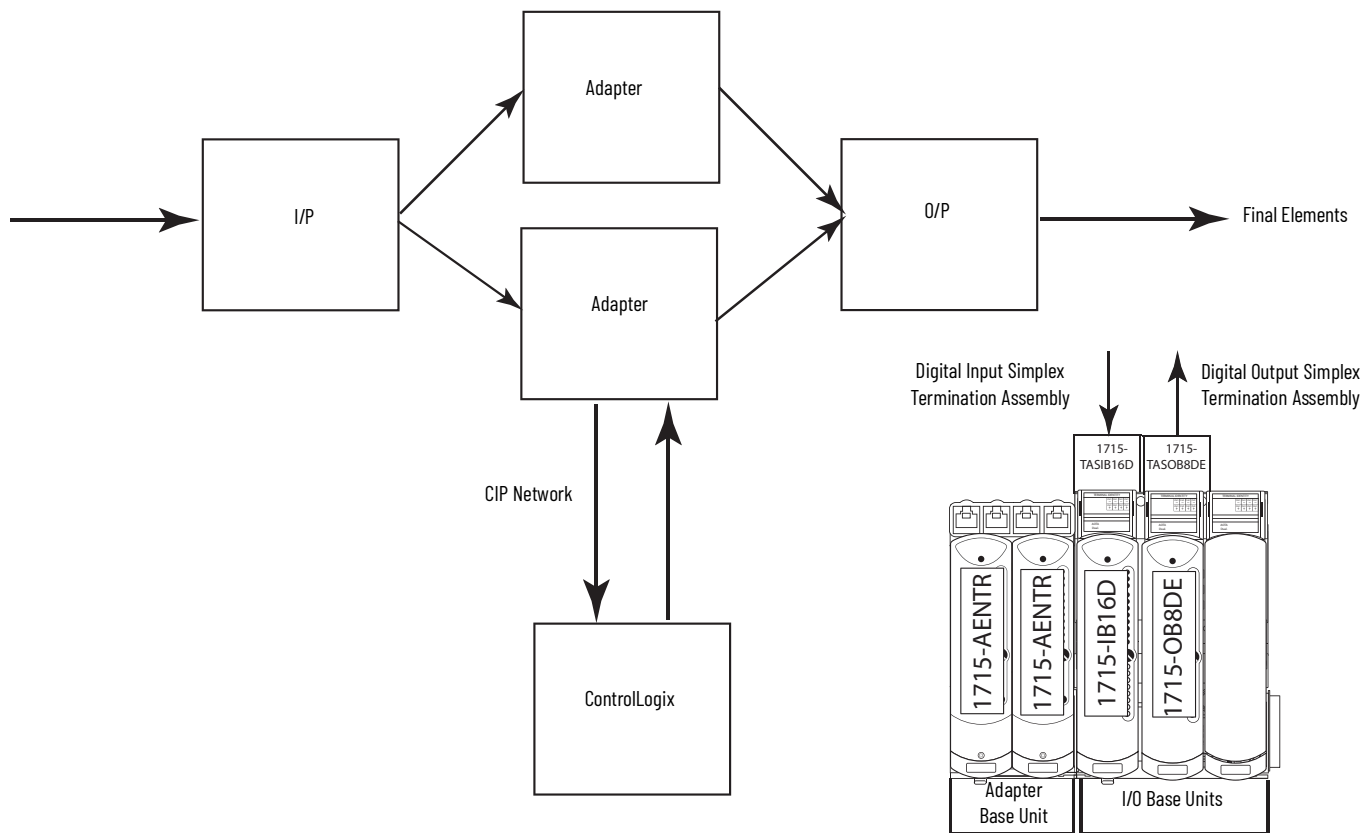 Adapter
I/P
O/P
Final Elements
Adapter
CIP Network
ControlLogix
Digital Input Simplex
Termination Assembly
Digital Output Simplex
Termination Assembly
1715-
TASIB16D
1715-
TASOB8DE
1715-AENTR
1715-AENTR
1715-IB16D
1715-OB8DE
Adapter
Base Unit
I/O Base Units